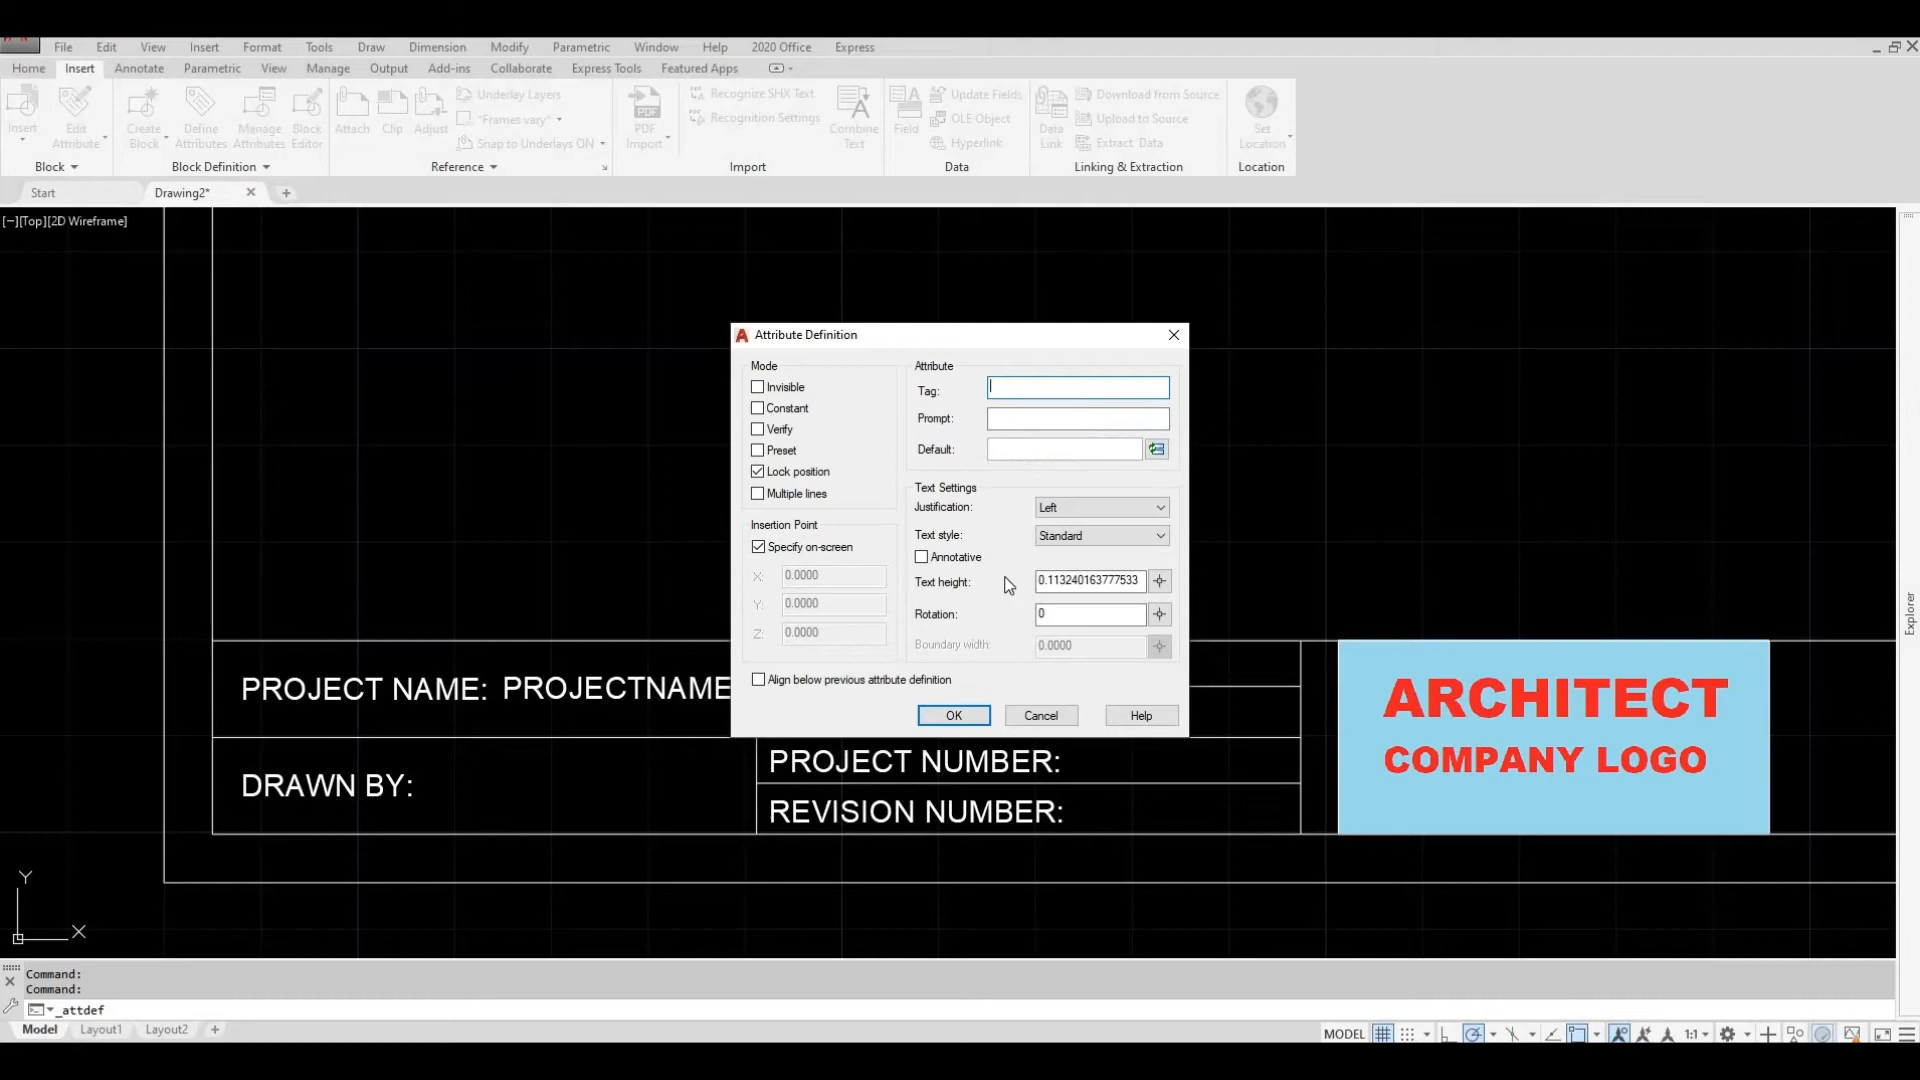 File Edit View Insert Format Tools Draw Dimension Modify Parametric Window Help 2020 Office Express
Home Insert Annotate Parametric View Manage Output Add-ins Collaborate Express Tools Featured Apps
Insert
Edit Attribute
Create Block
Define Attributes
Manage Attributes
Block Editor
Attach
Clip
Adjust
Underlay Layers
*Frames vary*
Snap to Underlays ON
PDF
PDF Import
Recognize SHX Text
Recognition Settings
Combine Text
Field
Update Fields
OLE Object
Hyperlink
Data Link
Download from Source
Upload to Source
Extract Data
Set Location
Block Block Definition Reference Import Data Linking & Extraction Location
Start Drawing2*
[−][Top][2D Wireframe]
Explorer
Attribute Definition
Mode
Invisible
Constant
Verify
Preset
Lock position
Multiple lines
Insertion Point
Specify on-screen
X: 0.0000
Y: 0.0000
Z: 0.0000
Attribute
Tag:
Prompt:
Default:
Text Settings
Justification: Left
Text style: Standard
Annotative
Text height: 0.113240163777533
Rotation: 0
Boundary width: 0.0000
Align below previous attribute definition
OK Cancel Help
PROJECT NAME: PROJECTNAME
DRAWN BY:
PROJECT NUMBER:
REVISION NUMBER:
ARCHITECT
COMPANY LOGO
Y
X
Command:
Command:
_attdef
Model Layout1 Layout2
MODEL 1:1